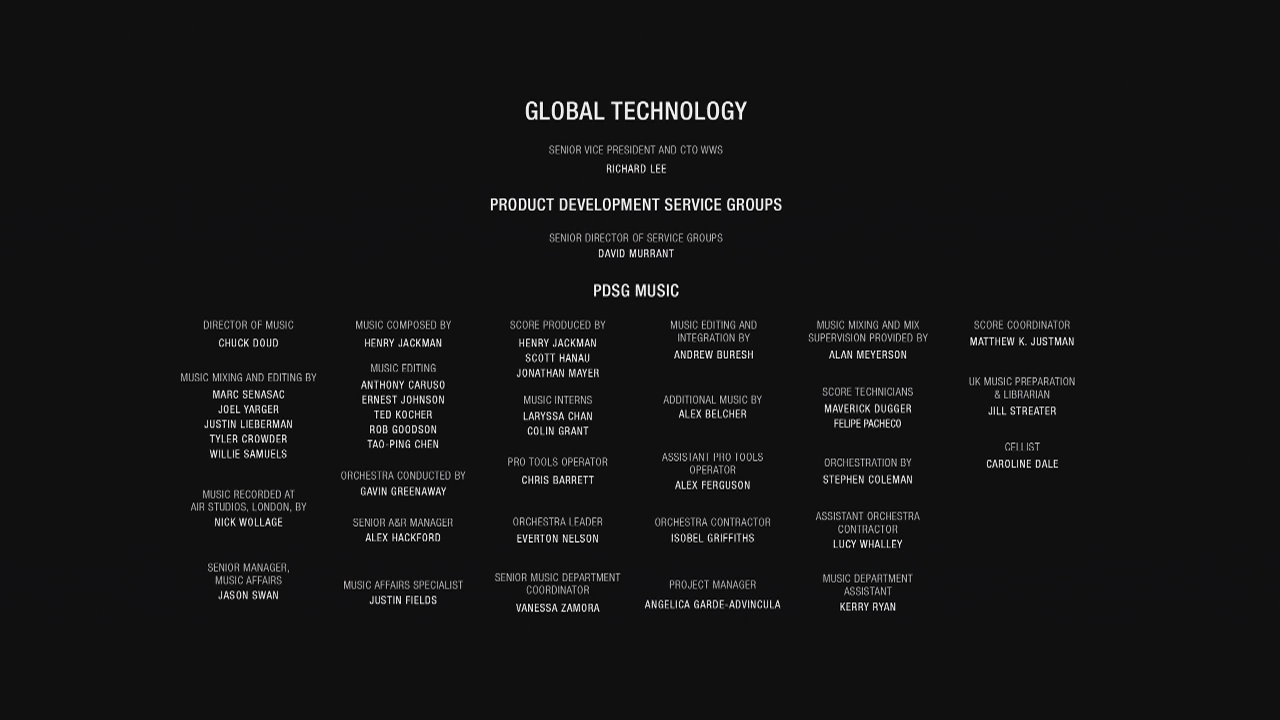 GLOBAL TECHNOLOGY
SENIOR VICE PRESIDENT AND CTO WWS
RICHARD LEE
PRODUCT DEVELOPMENT SERVICE GROUPS
SENIOR DIRECTOR OF SERVICE GROUPS
DAVID MURRANT
PDSG MUSIC
DIRECTOR OF MUSIC
CHUCK DOUD
MUSIC MIXING AND EDITING BY
MARC SENASAC
JOEL YARGER
JUSTIN LIEBERMAN
TYLER CROWDER
WILLIE SAMUELS
MUSIC RECORDED AT
AIR STUDIOS, LONDON, BY
NICK WOLLAGE
SENIOR MANAGER,
MUSIC AFFAIRS
JASON SWAN
MUSIC COMPOSED BY
HENRY JACKMAN
MUSIC EDITING
ANTHONY CARUSO
ERNEST JOHNSON
TED KOCHER
ROB GOODSON
TAO-PING CHEN
ORCHESTRA CONDUCTED BY
GAVIN GREENAWAY
SENIOR A&R MANAGER
ALEX HACKFORD
MUSIC AFFAIRS SPECIALIST
JUSTIN FIELDS
SCORE PRODUCED BY
HENRY JACKMAN
SCOTT HANAU
JONATHAN MAYER
MUSIC INTERNS
LARYSSA CHAN
COLIN GRANT
PRO TOOLS OPERATOR
CHRIS BARRETT
ORCHESTRA LEADER
EVERTON NELSON
SENIOR MUSIC DEPARTMENT
COORDINATOR
VANESSA ZAMORA
MUSIC EDITING AND
INTEGRATION BY
ANDREW BURESH
ADDITIONAL MUSIC BY
ALEX BELCHER
ASSISTANT PRO TOOLS
OPERATOR
ALEX FERGUSON
ORCHESTRA CONTRACTOR
ISOBEL GRIFFITHS
PROJECT MANAGER
ANGELICA GARDE-ADVINCULA
MUSIC MIXING AND MIX
SUPERVISION PROVIDED BY
ALAN MEYERSON
SCORE TECHNICIANS
MAVERICK DUGGER
FELIPE PACHECO
ORCHESTRATION BY
STEPHEN COLEMAN
ASSISTANT ORCHESTRA
CONTRACTOR
LUCY WHALLEY
MUSIC DEPARTMENT
ASSISTANT
KERRY RYAN
SCORE COORDINATOR
MATTHEW K. JUSTMAN
UK MUSIC PREPARATION
& LIBRARIAN
JILL STREATER
CELLIST
CAROLINE DALE